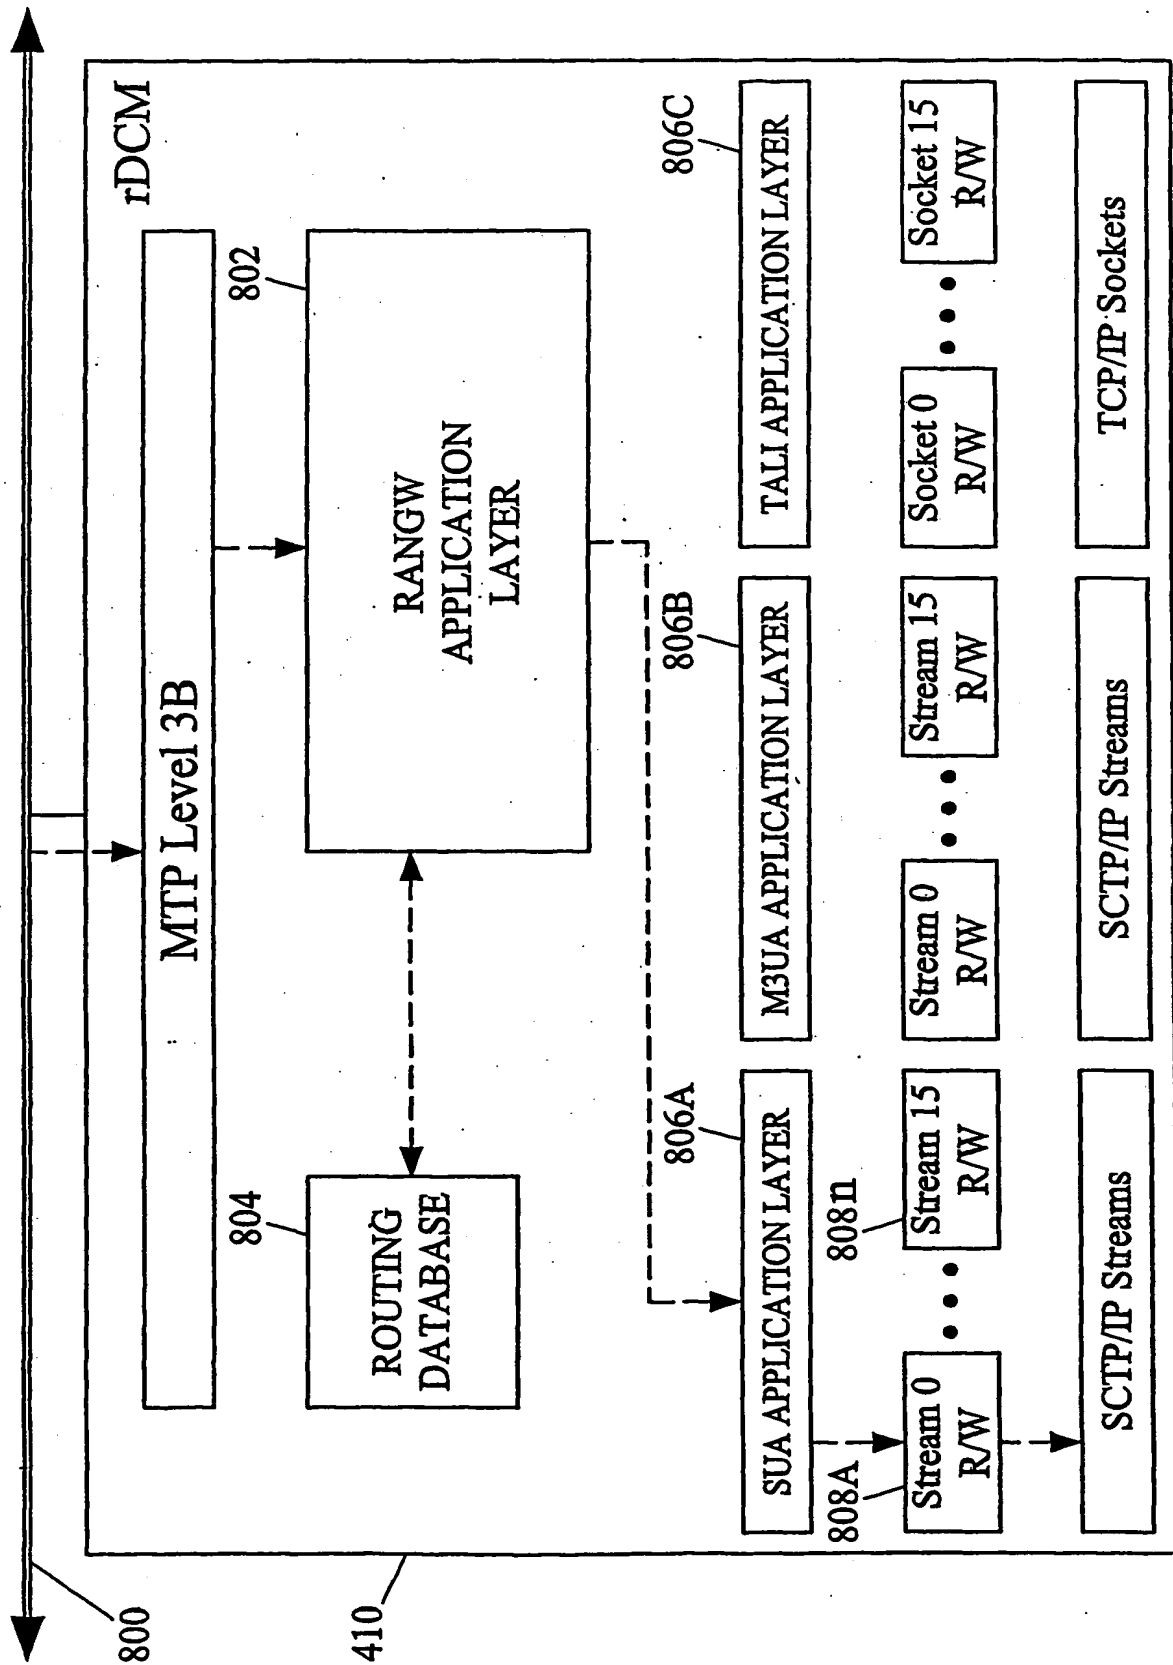 800
410
rDCM
MTP Level 3B
804
802
ROUTING
DATABASE
RANGW
APPLICATION
LAYER
806A
806B
806C
SUA APPLICATION LAYER
M3UA APPLICATION LAYER
TALI APPLICATION LAYER
808A
808n
Stream 0
R/W
Stream 15
R/W
Stream 0
R/W
Stream 15
R/W
Socket 0
R/W
Socket 15
R/W
SCTP/IP Streams
SCTP/IP Streams
TCP/IP Sockets